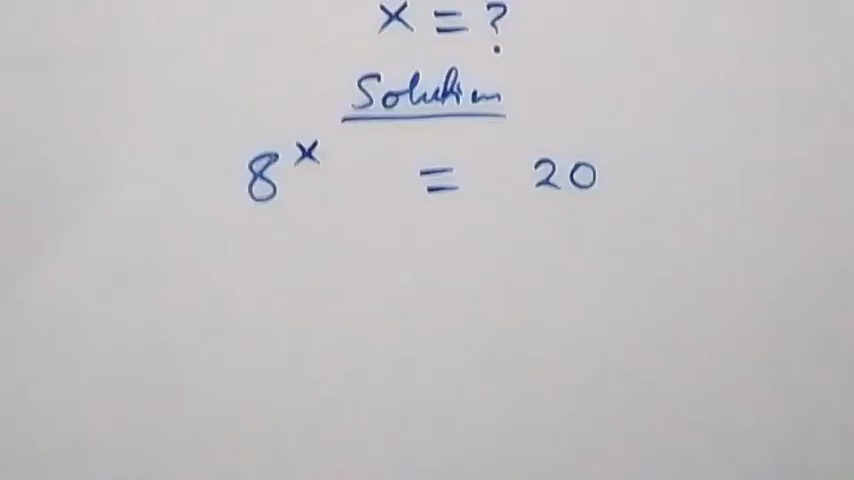 x = ?
Solution
8^x = 20